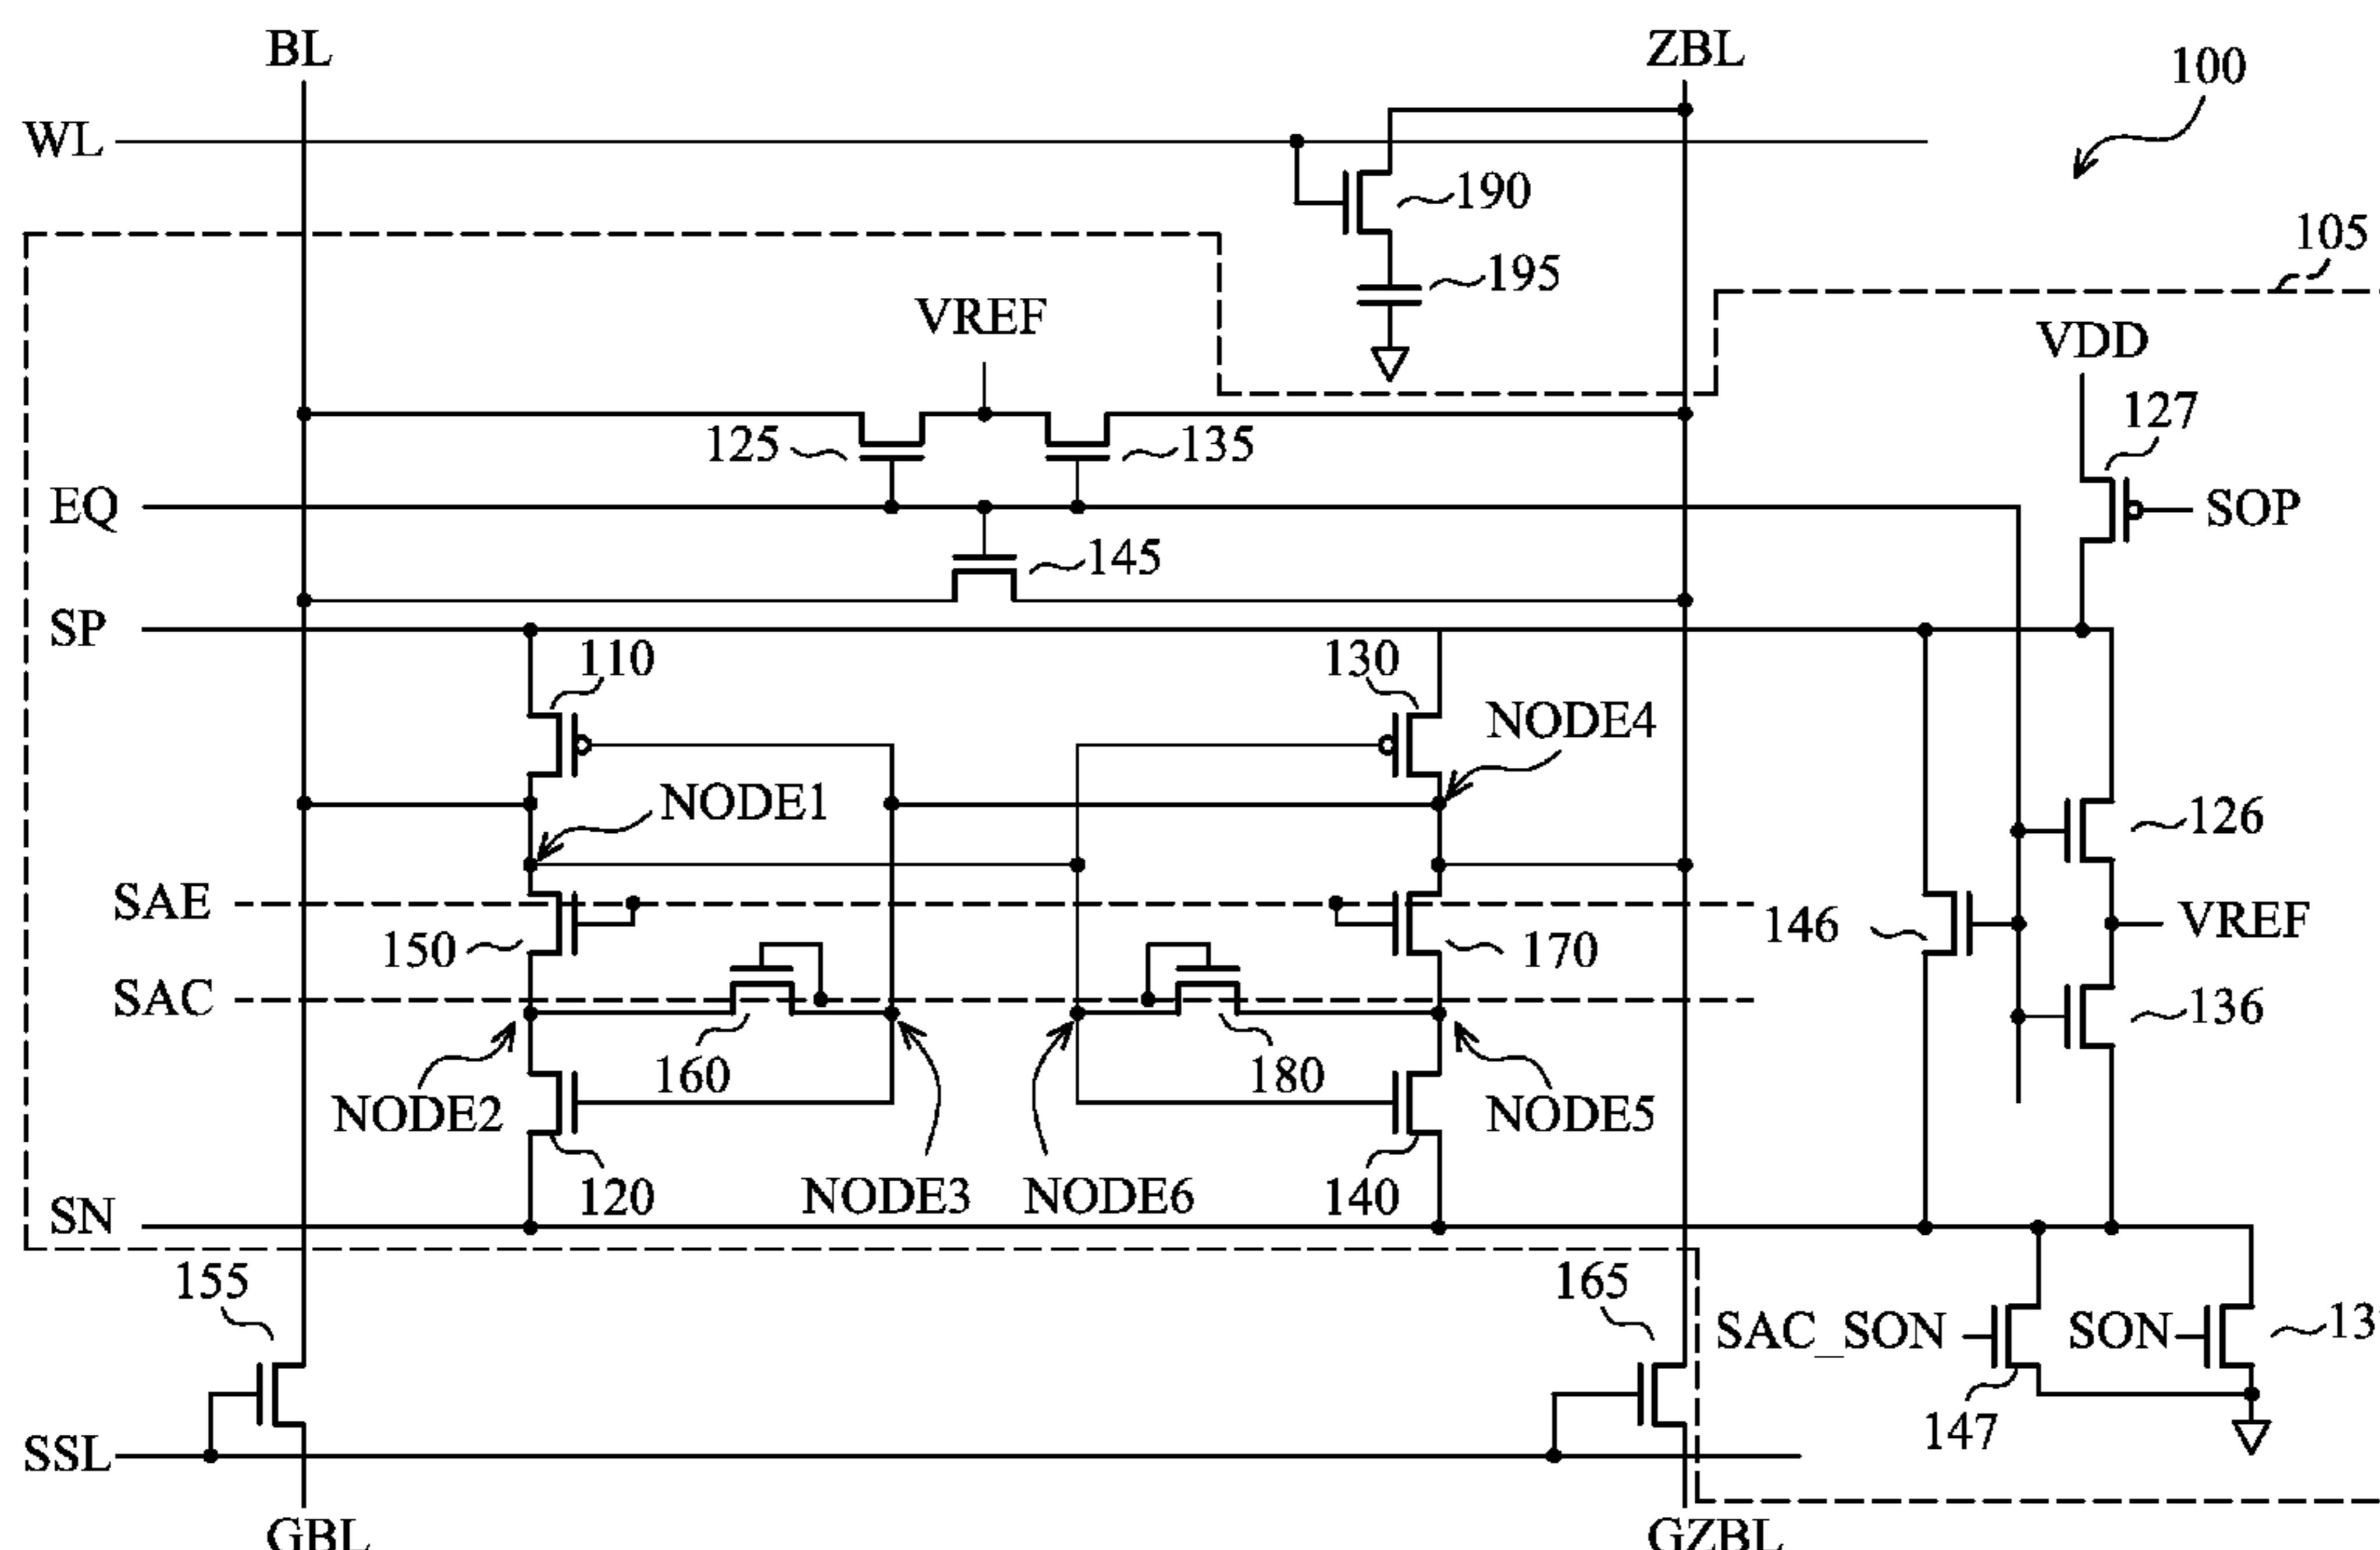 BL
ZBL
100
WL
190
105
195
VREF
VDD
127
125
135
EQ
SOP
145
SP
110
130
NODE4
NODE1
126
SAE
150
170
146
VREF
SAC
160
180
136
NODE2
NODE5
120
NODE3
NODE6
140
SN
155
165
SAC_SON
SON
147
SSL
GBL
GZBL